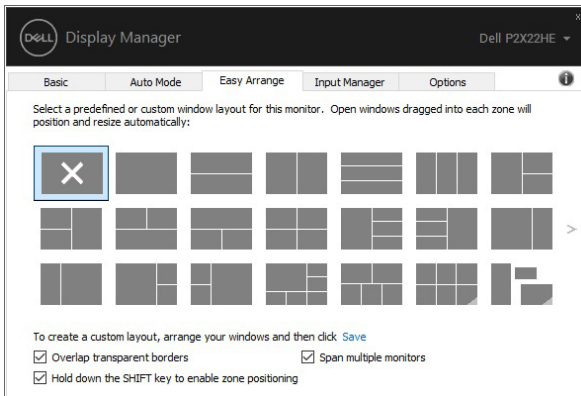 DELL Display Manager
Dell P2X22HE
Basic Auto Mode Easy Arrange Input Manager Options
Select a predefined or custom window layout for this monitor. Open windows dragged into each zone will
position and resize automatically:
To create a custom layout, arrange your windows and then click Save
Overlap transparent borders
Span multiple monitors
Hold down the SHIFT key to enable zone positioning